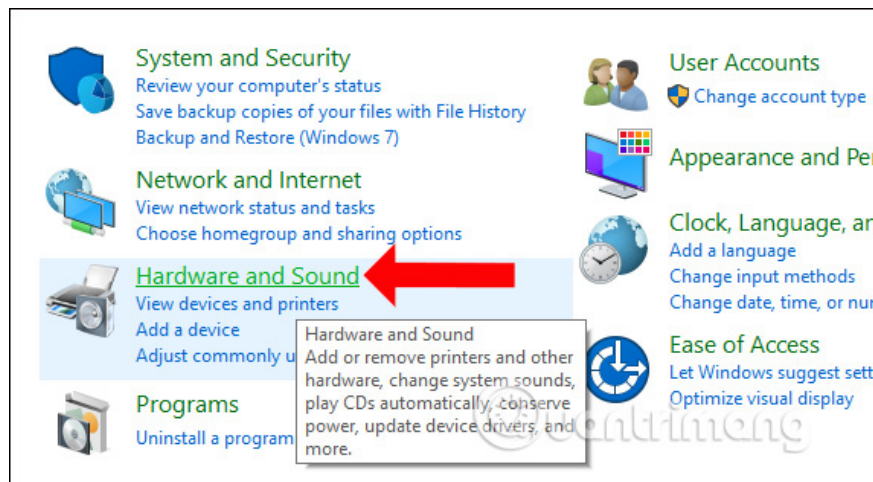 System and Security
Review your computer's status
Save backup copies of your files with File History
Backup and Restore (Windows 7)
Network and Internet
View network status and tasks
Choose homegroup and sharing options
Hardware and Sound
View devices and printers
Add a device
Adjust commonly u
Hardware and Sound
Add or remove printers and other
hardware, change system sounds,
play CDs automatically, conserve
power, update device drivers, and
more.
Programs
Uninstall a program
User Accounts
Change account type
Appearance and Per
Clock, Language, an
Add a language
Change input methods
Change date, time, or num
Ease of Access
Let Windows suggest sett
Optimize visual display
@uantrimang